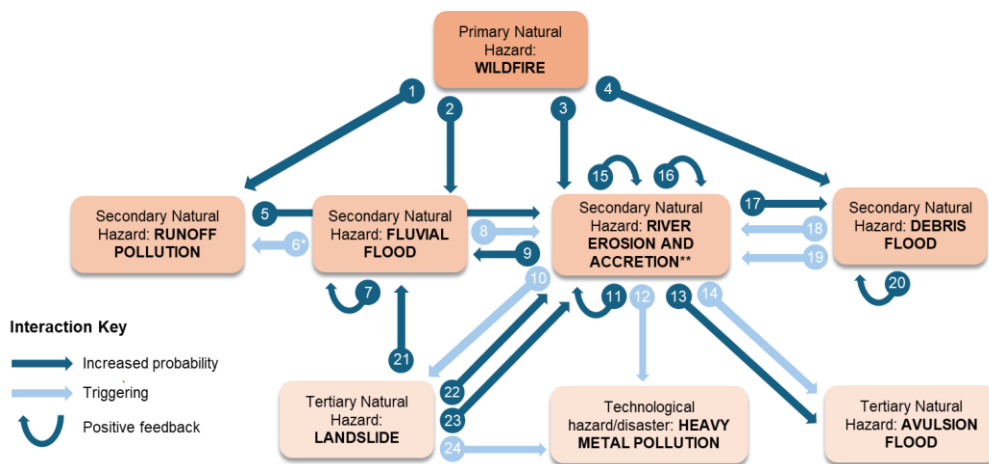 Primary Natural
Hazard:
WILDFIRE
1
2
3
4
15
16
5
17
6*
8
18
9
19
7
10
11
12
13
14
20
21
22
23
24
Secondary Natural
Hazard: RUNOFF
POLLUTION
Secondary Natural
Hazard: FLUVIAL
FLOOD
Secondary Natural
Hazard: RIVER
EROSION AND
ACCRETION**
Secondary Natural
Hazard: DEBRIS
FLOOD
Interaction Key
Increased probability
Triggering
Positive feedback
Tertiary Natural
Hazard:
LANDSLIDE
Technological
hazard/disaster: HEAVY
METAL POLLUTION
Tertiary Natural
Hazard: AVULSION
FLOOD